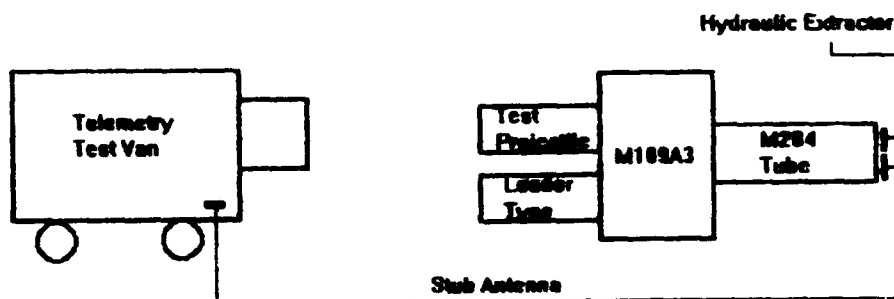 Hydraulic Extractor
Telemetry
Test Van
Test
Projectile
M109A3
M284
Tube
Loader
Type
Stub Antenna